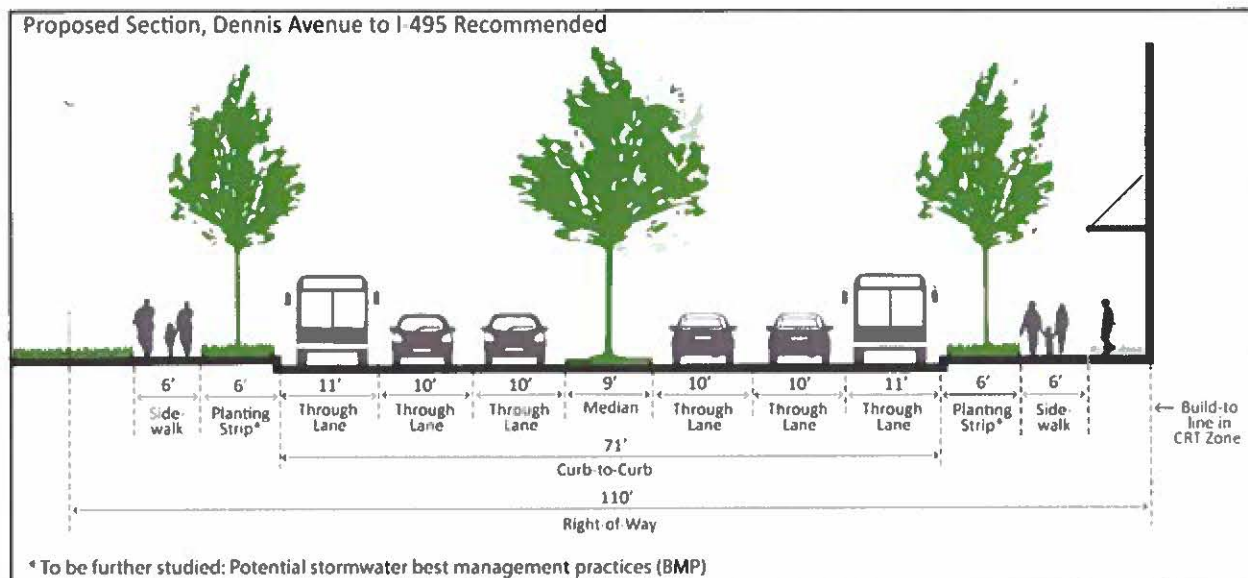 Proposed Section, Dennis Avenue to I-495 Recommended
6' 6' 11' 10' 10' 9' 10' 10' 11' 6' 6'
Side-
walk
Planting
Strip*
Through
Lane
Through
Lane
Through
Lane
Median
Through
Lane
Through
Lane
Through
Lane
Planting
Strip*
Side-
walk
← Build-to
line in
CRT Zone
71'
Curb-to-Curb
110'
Right-of-Way
* To be further studied: Potential stormwater best management practices (BMP)